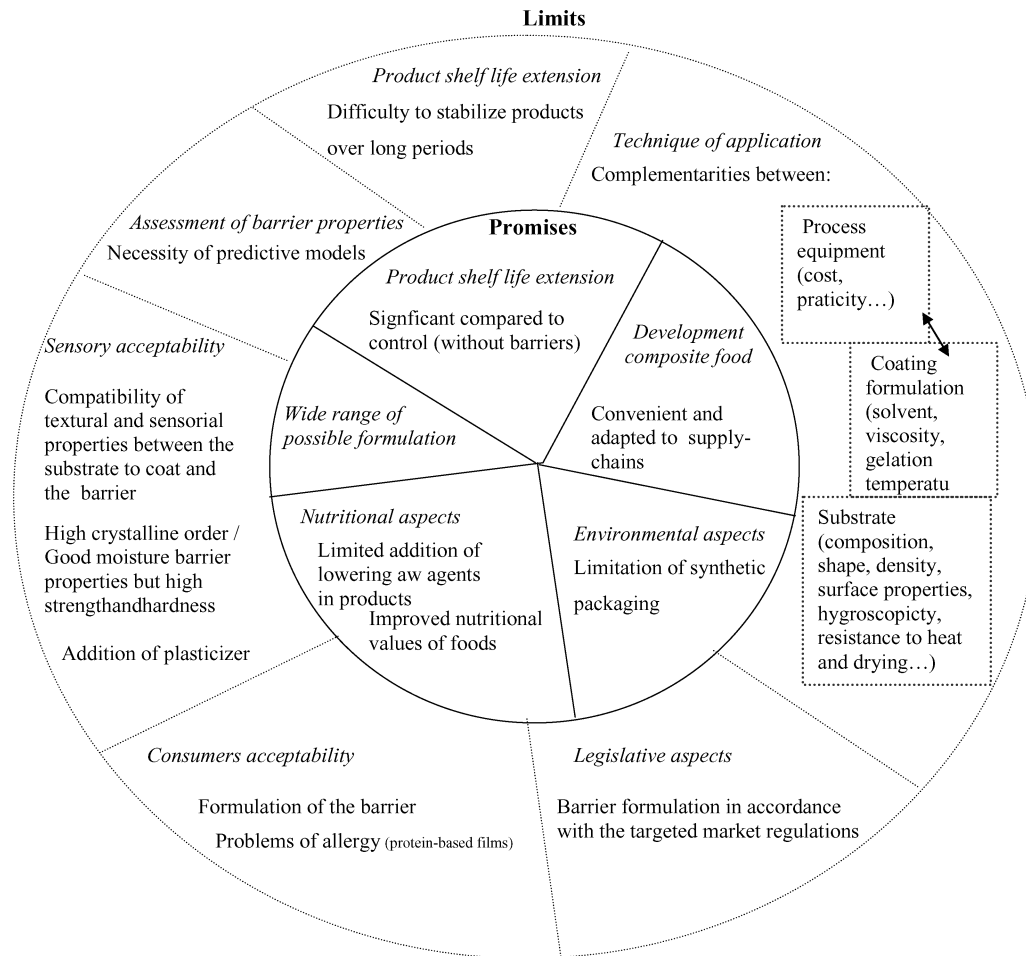 Limits
Product shelf life extension
Difficulty to stabilize products
over long periods
Technique of application
Complementarities between:
Process
equipment
(cost,
praticity…)
Coating
formulation
(solvent,
viscosity,
gelation
temperatu
Substrate
(composition,
shape, density,
surface properties,
hygroscopicty,
resistance to heat
and drying…)
Assessment of barrier properties
Necessity of predictive models
Sensory acceptability
Compatibility of
textural and sensorial
properties between the
substrate to coat and
the barrier
High crystalline order /
Good moisture barrier
properties but high
strengthandhardness
Addition of plasticizer
Consumers acceptability
Formulation of the barrier
Problems of allergy (protein-based films)
Legislative aspects
Barrier formulation in accordance
with the targeted market regulations
Promises
Product shelf life extension
Signficant compared to
control (without barriers)
Development
composite food
Convenient and
adapted to supply-
chains
Wide range of
possible formulation
Nutritional aspects
Limited addition of
lowering aw agents
in products
Improved nutritional
values of foods
Environmental aspects
Limitation of synthetic
packaging